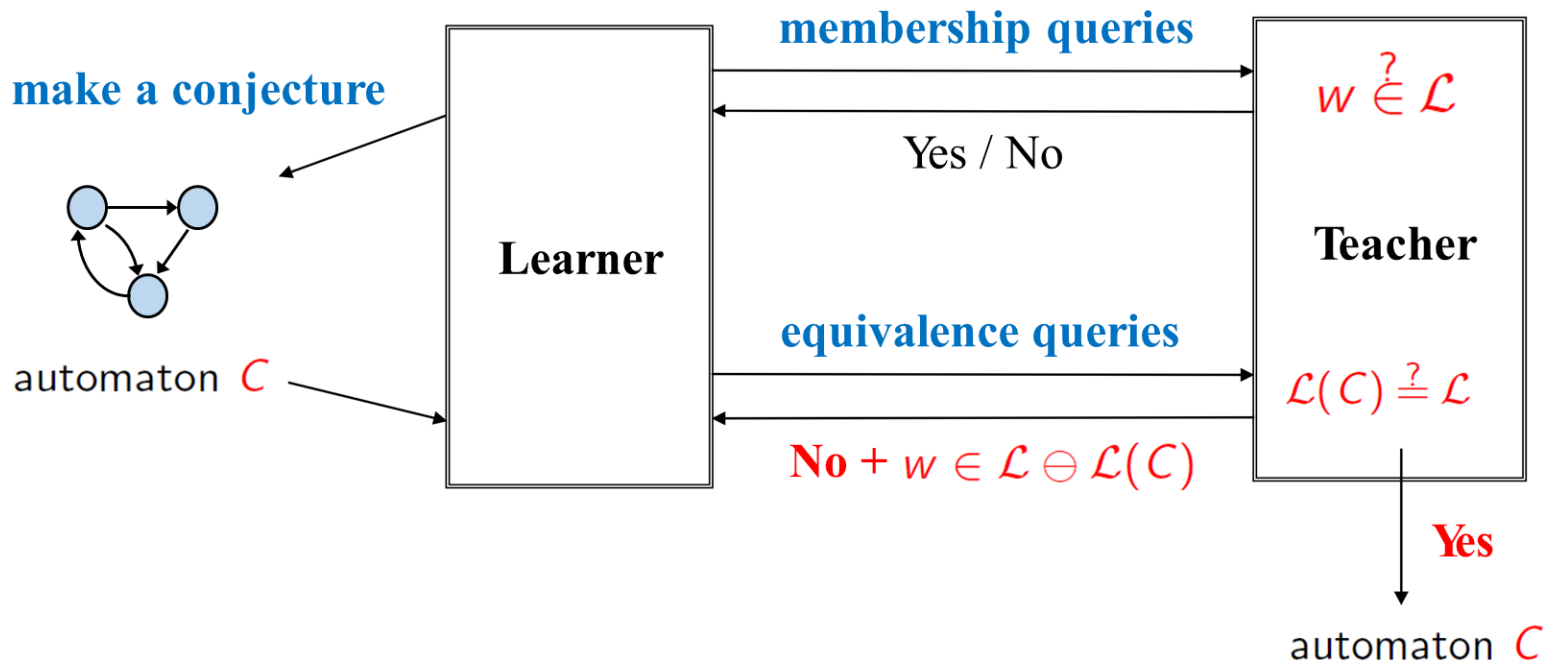 make a conjecture
automaton C
Learner
membership queries
Yes / No
equivalence queries
No + w ∈ ℒ ⊖ ℒ(C)
w ?∈ ℒ
Teacher
ℒ(C) ≟ ℒ
Yes
automaton C